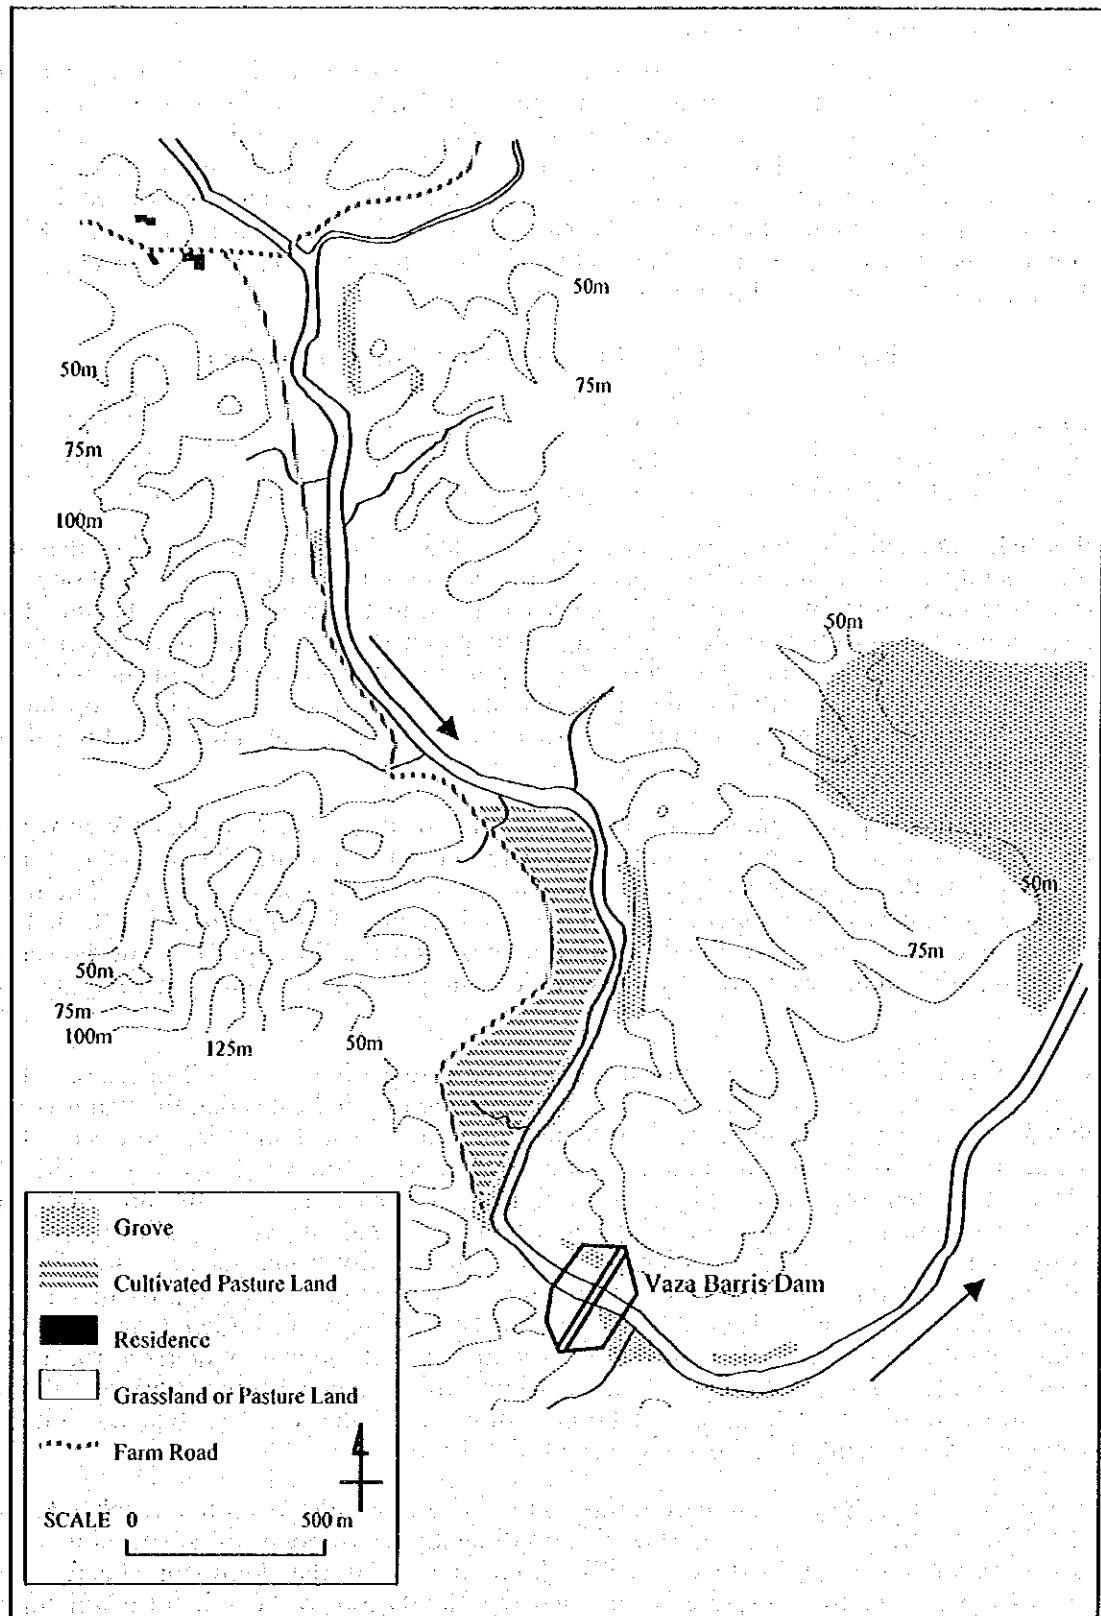 50m
50m
75m
75m
100m
50m
50m
75m
50m
75m
100m
125m
50m
Vaza Barris Dam
Grove
Cultivated Pasture Land
Residence
Grassland or Pasture Land
Farm Road
SCALE 0 500 m